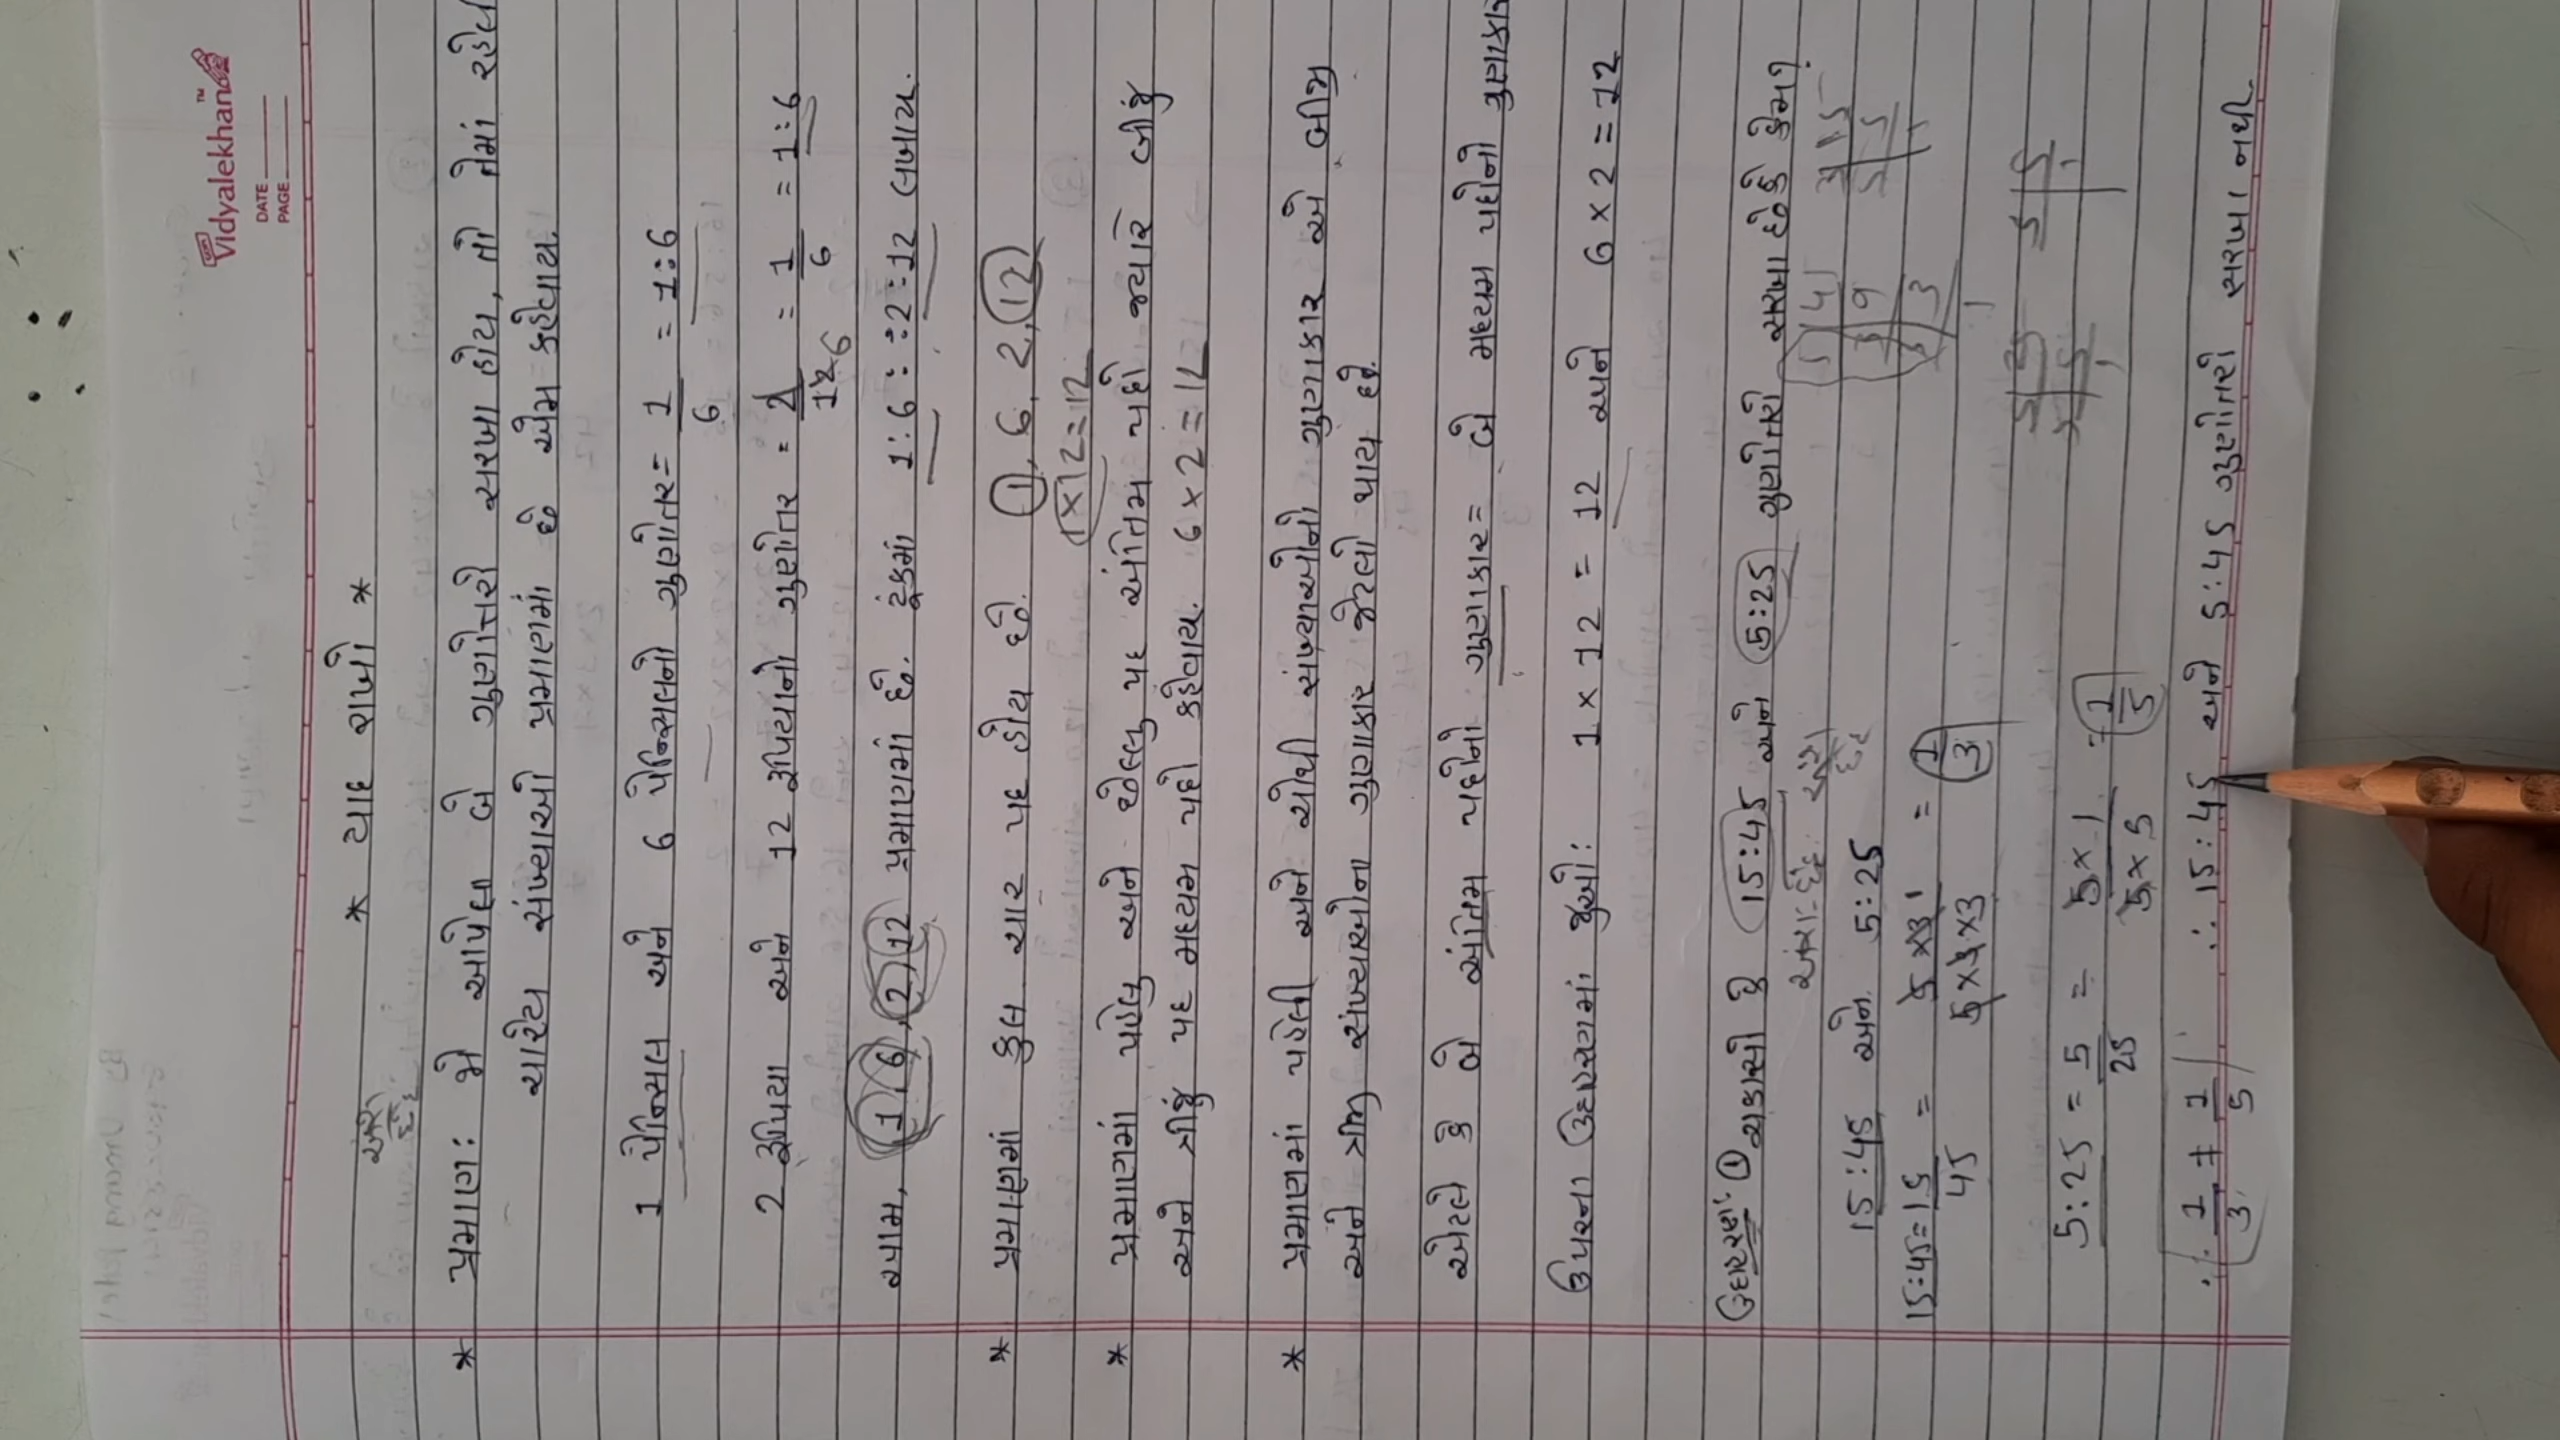 Vidyalekhan™
DATE
PAGE
* યાદ રાખો *
અંશ
છેદ
* પ્રમાણ: જો આપેલા બે ગુણોત્તરો સરખા હોય, તો તેમાં રહેલ
ચારેય સંખ્યાઓ પ્રમાણમાં છે એમ કહેવાય.
1 પેન્સિલ અને 6 પેન્સિલનો ગુણોતર = 1/6 = 1:6
2 રૂપિયા અને 12 રૂપિયાનો ગુણોતર = 2/12 = 1/6 = 1:6
6
આમ, 1, 6, 2, 12 પ્રમાણમાં છે. ટૂંકમાં 1:6 :: 2:12 લખાય.
* પ્રમાણમાં કુલ ચાર પદ હોય છે. 1, 6, 2, 12
1×12=12
* પ્રમાણમાં પહેલુ અને છેલ્લુ પદ અંતિમ પદો જ્યારે બીજું
અને ત્રીજું પદ મધ્યમ પદો કહેવાય. 6×2=12
* પ્રમાણમાં પહેલી અને ચોથી સંખ્યાઓનો ગુણાકાર એ બીજી
અને ત્રીજી સંખ્યાઓના ગુણાકાર જેટલો થાય છે.
એટલે કે બે અંતિમ પદોનો ગુણાકાર = બે મધ્યમ પદોનો ગુણાકાર
ઉપરના ઉદાહરણમાં જુઓ: 1 × 12 = 12 અને 6 × 2 = 12
ઉદાહરણ: ① ચકાસો 15:45 અને 5:25 ગુણોત્તરો સરખા છે કે કેમ?
15:45 અને 5:25
15:45 = 15/45 = 5×3/5×3×3 = 1/3
5:25 = 5/25 = 5×1/5×5 = 1/5
∴ 1/3 ≠ 1/5 ∴ 15:45 અને 5:45 ગુણોત્તરો સરખા નથી.